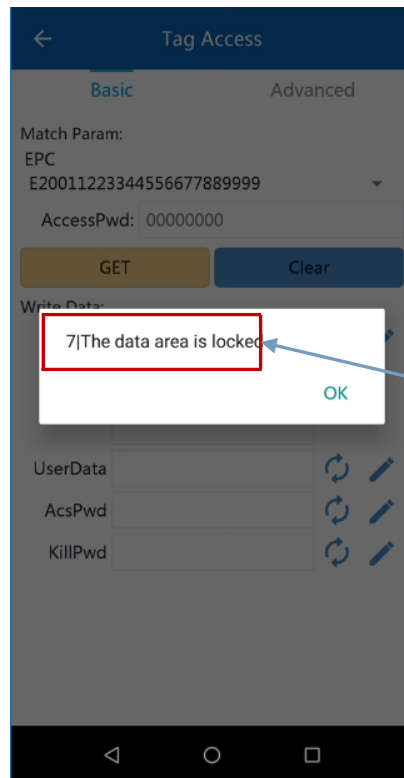 Tag Access
Basic Advanced
Match Param:
EPC
E20011223344556677889999
AccessPwd: 00000000
GET Clear
Write Data:
7|The data area is locked
OK
UserData
AcsPwd
KillPwd